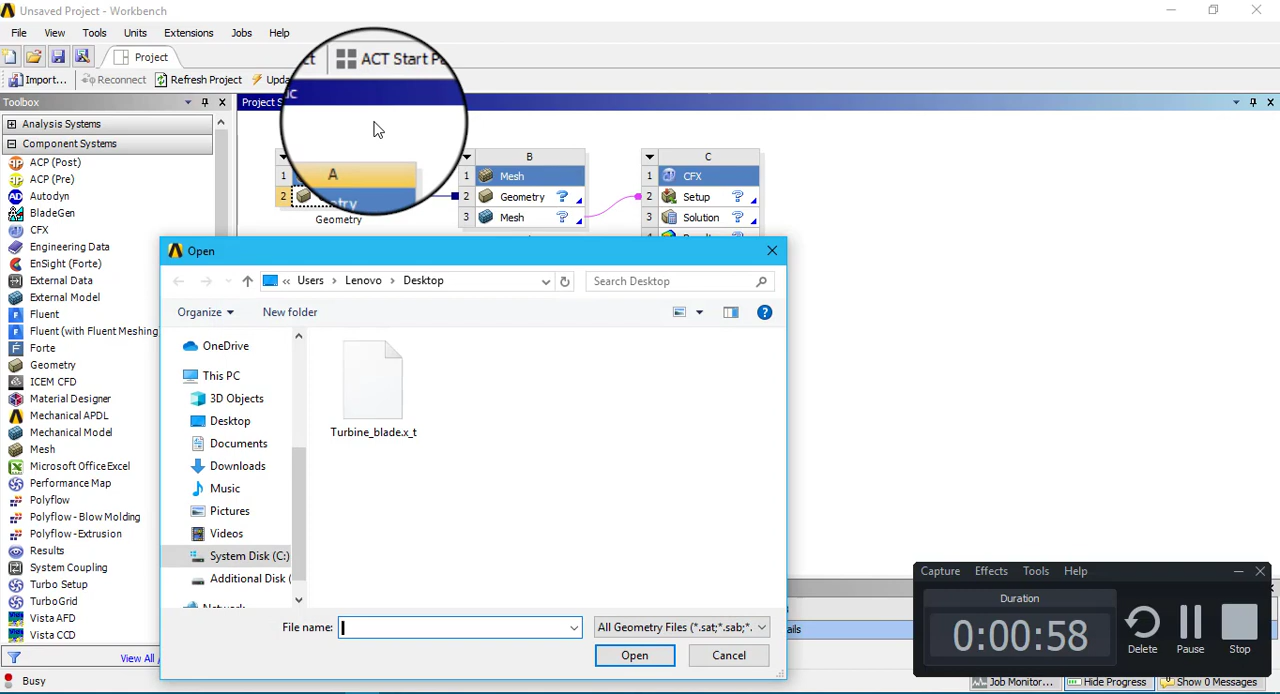 Unsaved Project - Workbench
File View Tools Units Extensions Jobs Help
Project
ACT Start P
Import... Reconnect Refresh Project Upda
Toolbox
Project S
Analysis Systems
Component Systems
ACP (Post)
ACP (Pre)
Autodyn
BladeGen
CFX
Engineering Data
EnSight (Forte)
External Data
External Model
Fluent
Fluent (with Fluent Meshing
Forte
Geometry
ICEM CFD
Material Designer
Mechanical APDL
Mechanical Model
Mesh
Microsoft Office Excel
Performance Map
Polyflow
Polyflow - Blow Molding
Polyflow - Extrusion
Results
System Coupling
Turbo Setup
TurboGrid
Vista AFD
Vista CCD
View All
Busy
A
1
2
Geometry
B
1 Mesh
2 Geometry
3 Mesh
C
1 CFX
2 Setup
3 Solution
Open
« Users › Lenovo › Desktop
Search Desktop
Organize New folder
OneDrive
This PC
3D Objects
Desktop
Documents
Downloads
Music
Pictures
Videos
System Disk (C:)
Additional Disk (
Network
Turbine_blade.x_t
File name:
All Geometry Files (*.sat;*.sab;*.
Open Cancel
Capture Effects Tools Help
Duration
0:00:58
Delete Pause Stop
ails
Job Monitor... Hide Progress Show 0 Messages